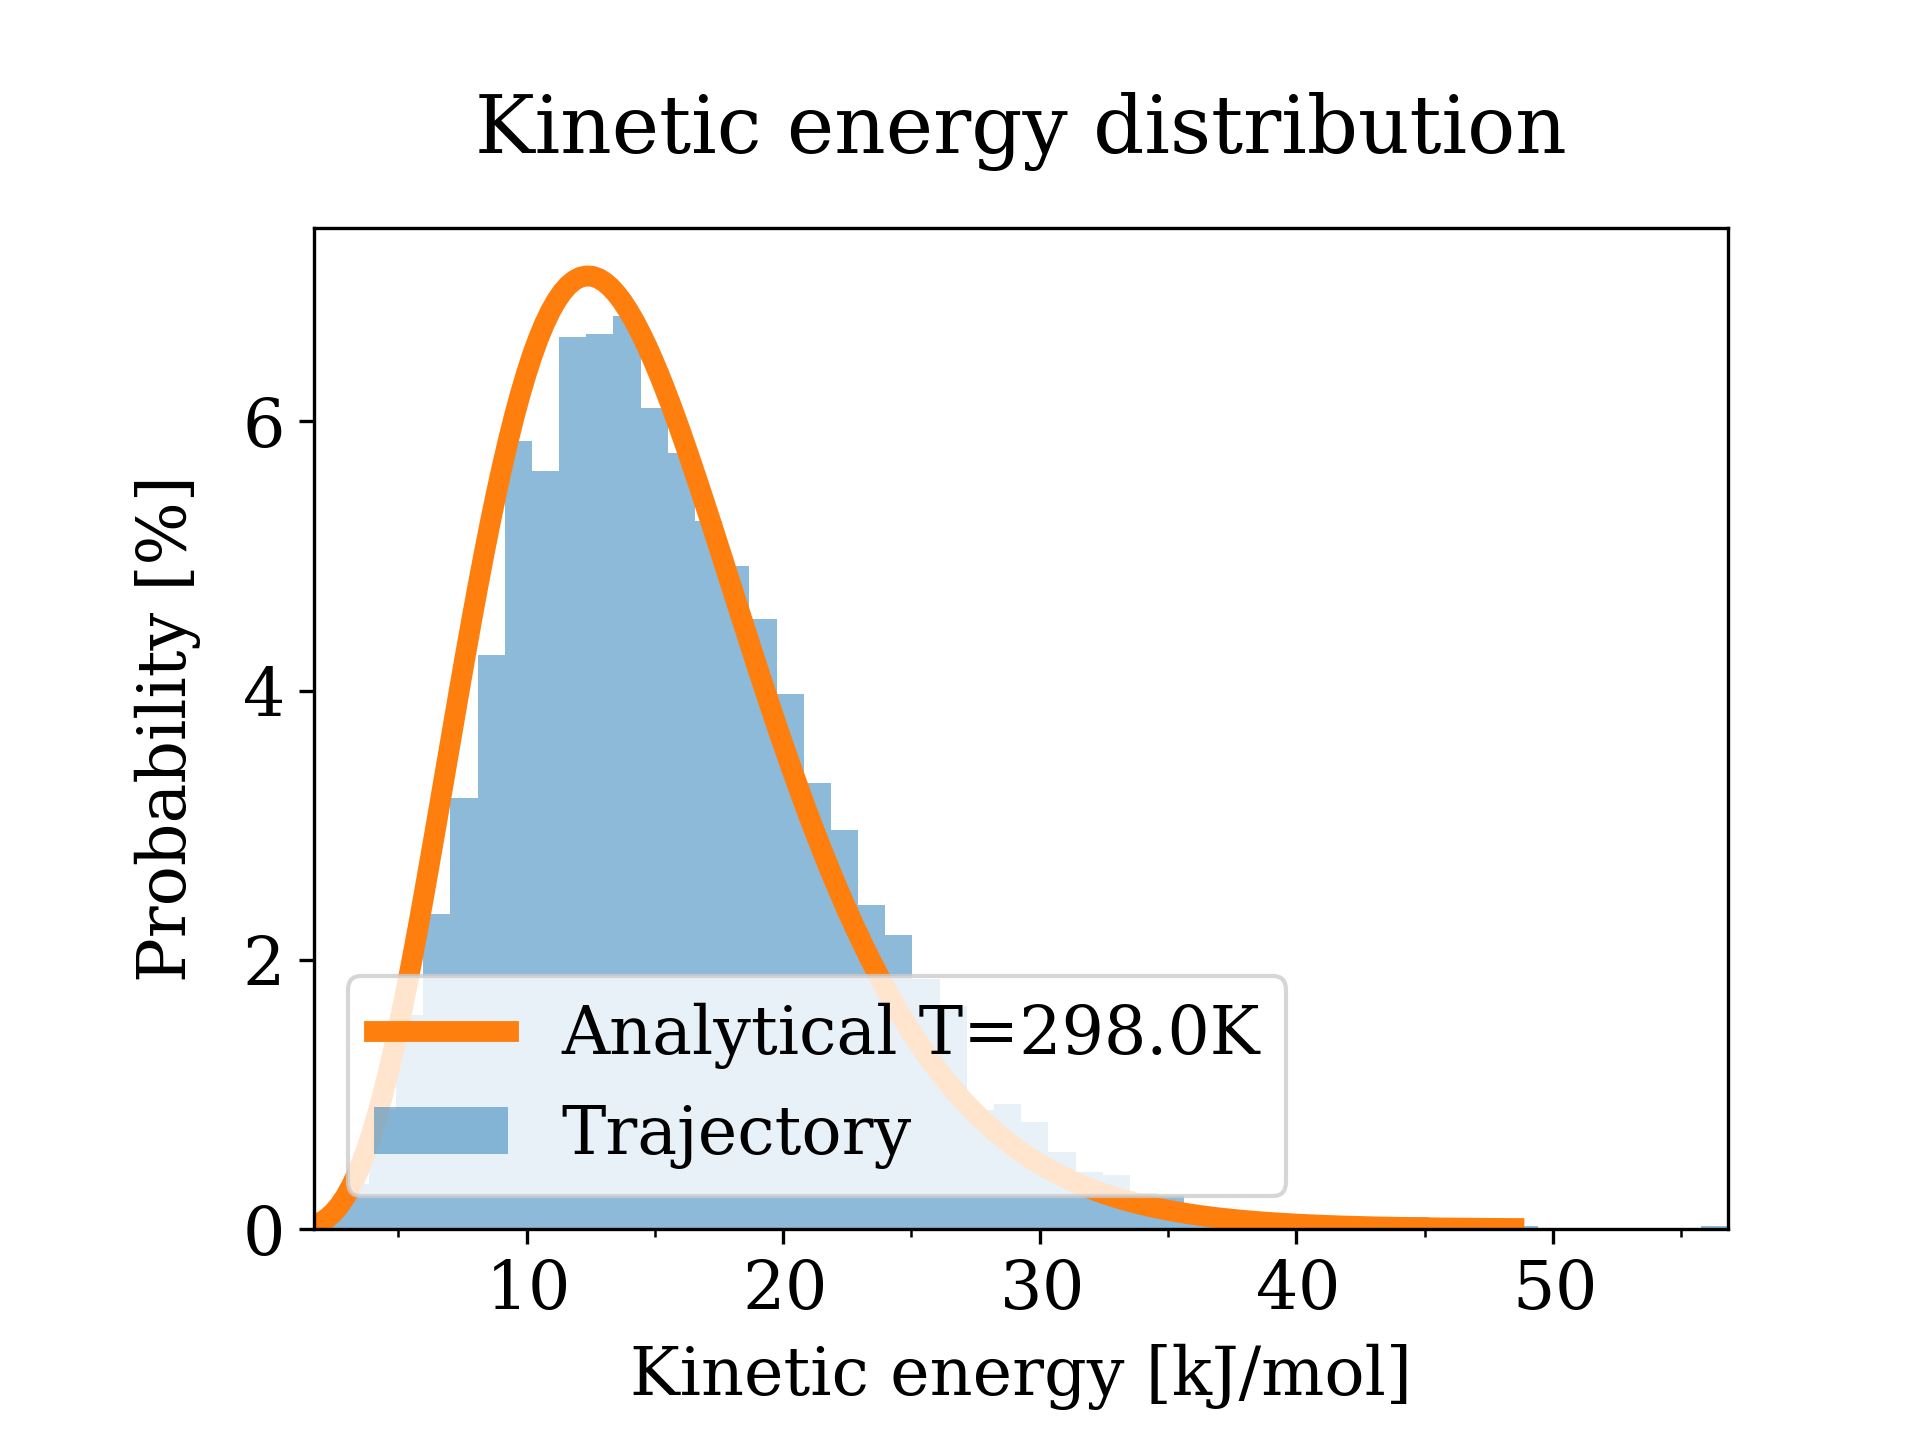 Kinetic energy distribution
Probability [%]
6
4
2
0
Analytical T=298.0K
Trajectory
10 20 30 40 50
Kinetic energy [kJ/mol]